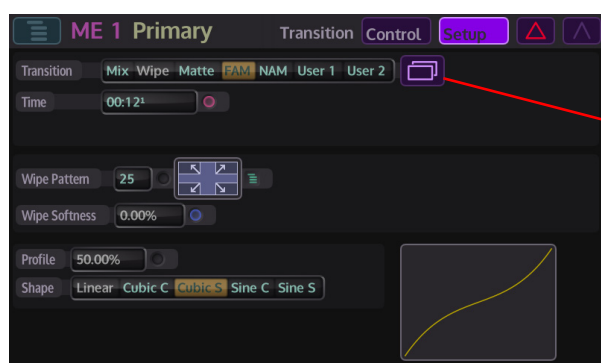 ME 1 Primary Transition Control Setup
Transition Mix Wipe Matte FAM NAM User 1 User 2
Time 00:12¹
Wipe Pattern 25
Wipe Softness 0.00%
Profile 50.00%
Shape Linear Cubic C Cubic S Sine C Sine S